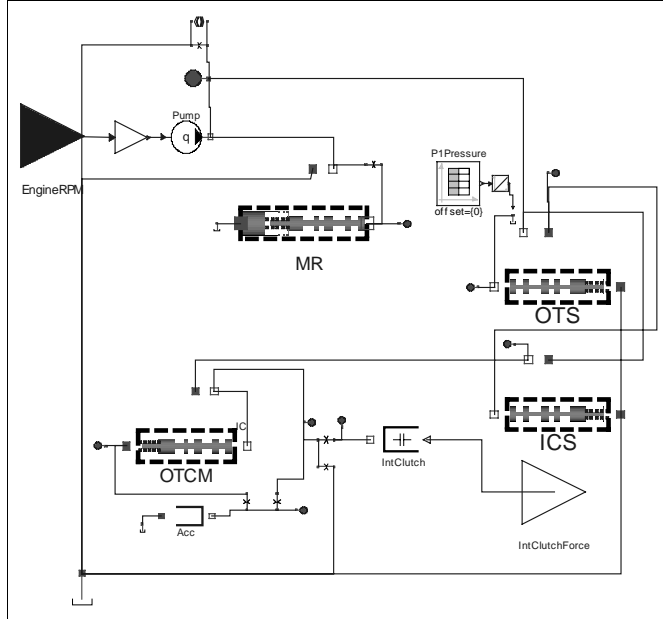 Pump
q
EngineRPM
P1Pressure
offset={0}
MR
OTS
IC
ICS
OTCM
IntClutch
Acc
IntClutchForce